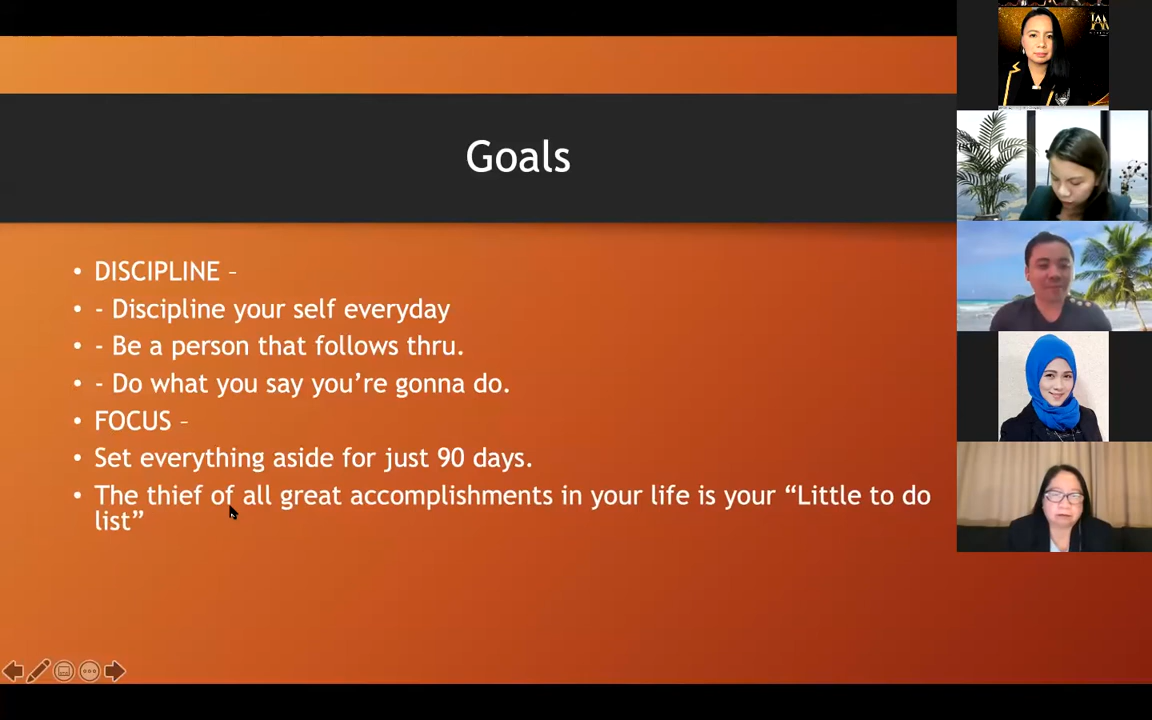 Goals
• DISCIPLINE –
• - Discipline your self everyday
• - Be a person that follows thru.
• - Do what you say you’re gonna do.
• FOCUS –
• Set everything aside for just 90 days.
• The thief of all great accomplishments in your life is your “Little to do
list”